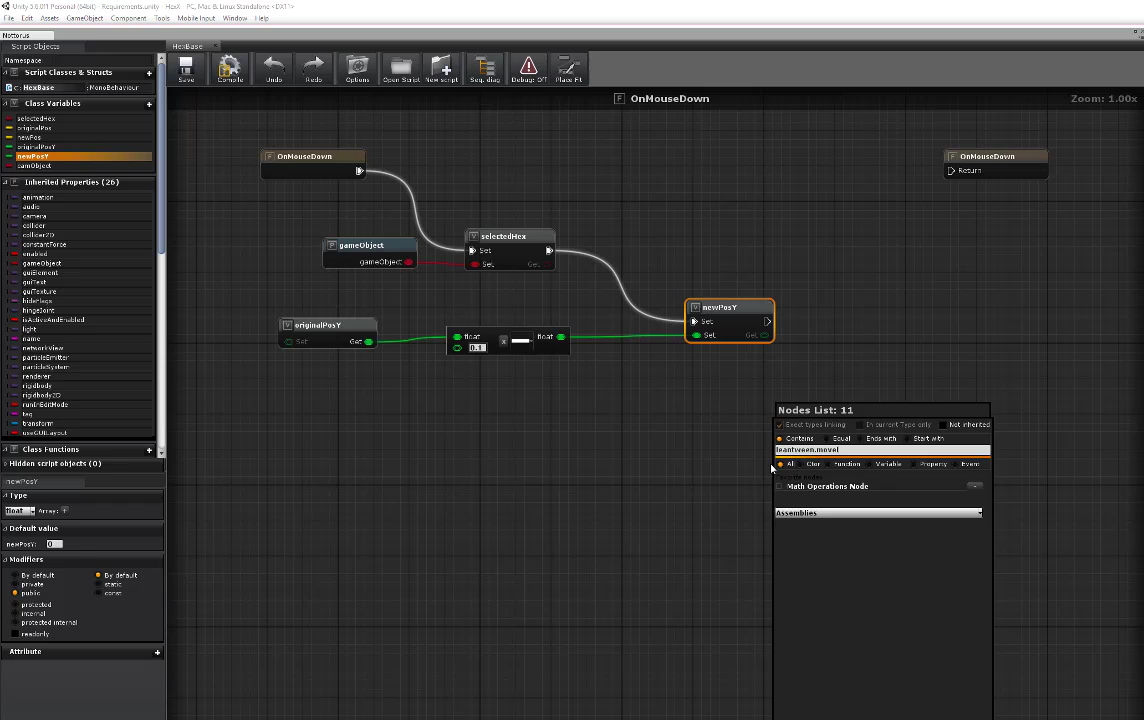 Unity 5.6.0f1 Personal (64bit) - Requirements.unity - HexX - PC, Mac & Linux Standalone <DX11>
File Edit Assets GameObject Component Tools Mobile Input Window Help
Nottorus
Script Objects
HexBase
Namespace
Script Classes & Structs
C: HexBase :MonoBehaviour
Class Variables
selectedHex
originalPos
newPos
originalPosY
newPosY
camObject
Inherited Properties (26)
animation
audio
camera
collider
collider2D
constantForce
enabled
gameObject
guiElement
guiText
guiTexture
hideFlags
hingeJoint
isActiveAndEnabled
light
name
networkView
particleEmitter
particleSystem
renderer
rigidbody
rigidbody2D
runInEditMode
tag
transform
useGUILayout
Class Functions
Hidden script objects (0)
newPosY
Type
float Array: +
Default value
newPosY: 0
Modifiers
By default By default
private static
public const
protected
internal
protected internal
readonly
Attribute
Save Compile Undo Redo Options Open Script New script Seq. diag Debug: Off Place Fit
F OnMouseDown
Zoom: 1.00x
F OnMouseDown
F OnMouseDown
Return
P gameObject
gameObject
V selectedHex
Set
Set Get
V originalPosY
Set Get
float x float
0.1
V newPosY
Set
Set Get
Nodes List: 11
Exect types linking In current Type only Not inherited
Contains Equal Ends with Start with
leantween.moveI
All Ctor Function Variable Property Event
Math Operations Node
Assemblies